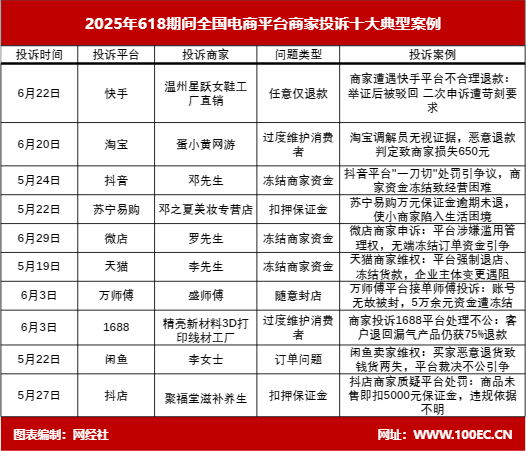 2025年618期间全国电商平台商家投诉十大典型案例
投诉时间 投诉平台 投诉商家 问题类型 投诉案例
6月22日 快手 温州星跃女鞋工厂直销 任意仅退款 商家遭遇快手平台不合理退款：举证后被驳回 二次申诉遭苛刻要求
6月20日 淘宝 蛋小黄网游 过度维护消费者 淘宝调解员无视证据，恶意退款判定致商家损失650元
5月24日 抖音 邓先生 冻结商家资金 抖音平台"一刀切"处罚引争议，商家资金冻结致经营困难
5月22日 苏宁易购 邓之夏美妆专营店 扣押保证金 苏宁易购万元保证金逾期未退，使小商家陷入生活困境
6月29日 微店 罗先生 冻结商家资金 微店商家申诉：平台涉嫌滥用管理权，无端冻结订单资金引争
5月19日 天猫 李先生 冻结商家资金 天猫商家维权：平台强制退店、冻结货款，企业主体变更遇阻
6月3日 万师傅 盛师傅 随意封店 万师傅平台接单师傅投诉：账号无故被封，5万余元资金遭冻结
6月3日 1688 精亮新材料3D打印线材工厂 过度维护消费者 商家投诉1688平台处理不公：客户退回漏气产品仍获75%退款
5月22日 闲鱼 李女士 订单问题 闲鱼卖家维权：买家恶意退货致钱货两失，平台裁决不公引争
5月27日 抖店 聚福堂滋补养生 扣押保证金 抖店商家质疑平台处罚：商品未售即扣5000元保证金，违规依据不明
图表编制：网经社 网址：WWW.100EC.CN